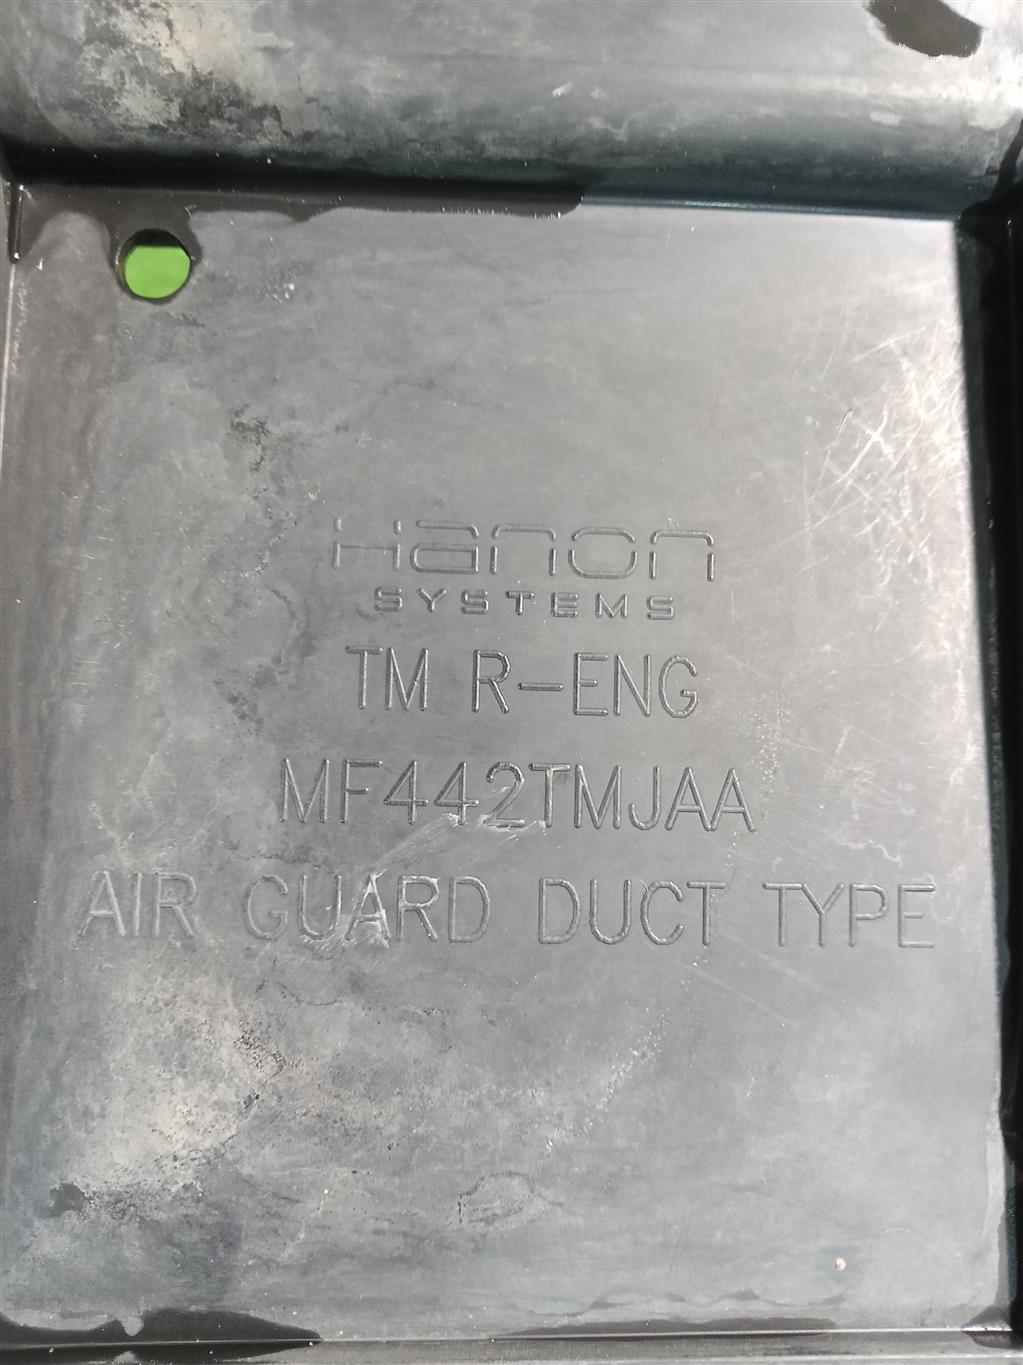 Hanon
SYSTEMS
TM R-ENG
MF442TMJAA
AIR GUARD DUCT TYPE